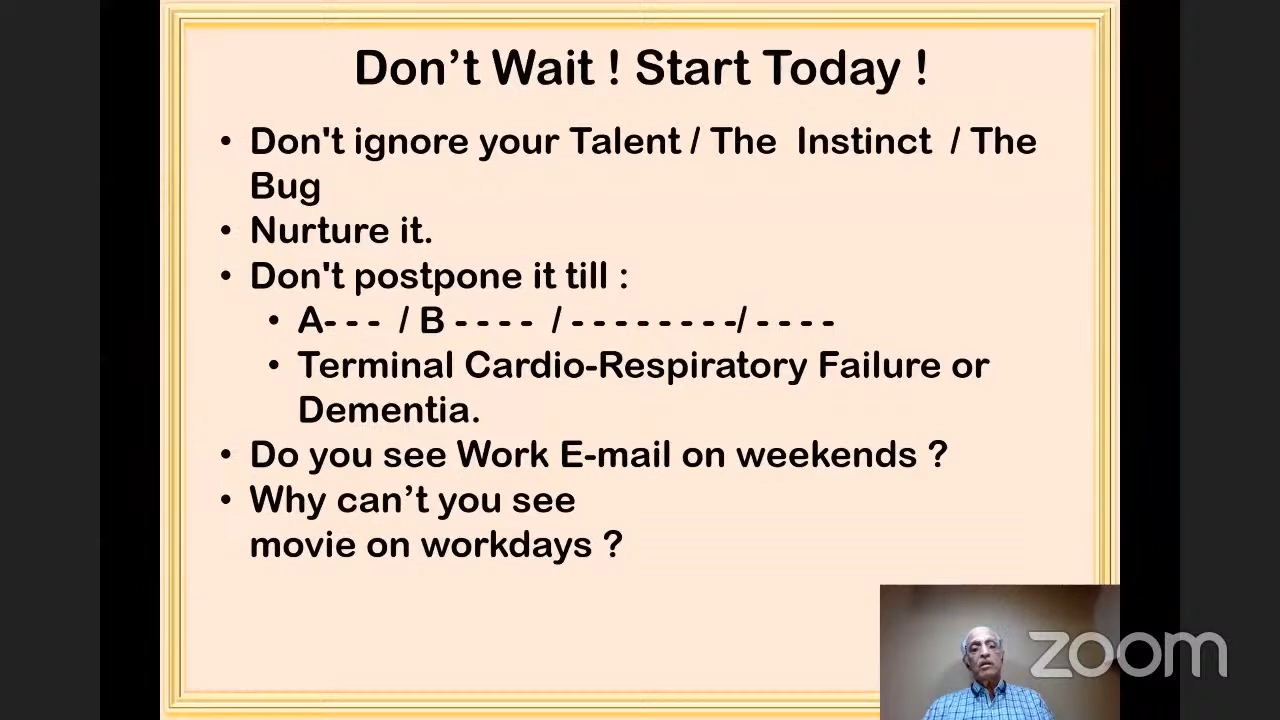 Don’t Wait ! Start Today !
• Don't ignore your Talent / The Instinct / The
Bug
• Nurture it.
• Don't postpone it till :
• A- - - / B - - - - / - - - - - - - -/ - - - -
• Terminal Cardio-Respiratory Failure or
Dementia.
• Do you see Work E-mail on weekends ?
• Why can’t you see
movie on workdays ?
zoom